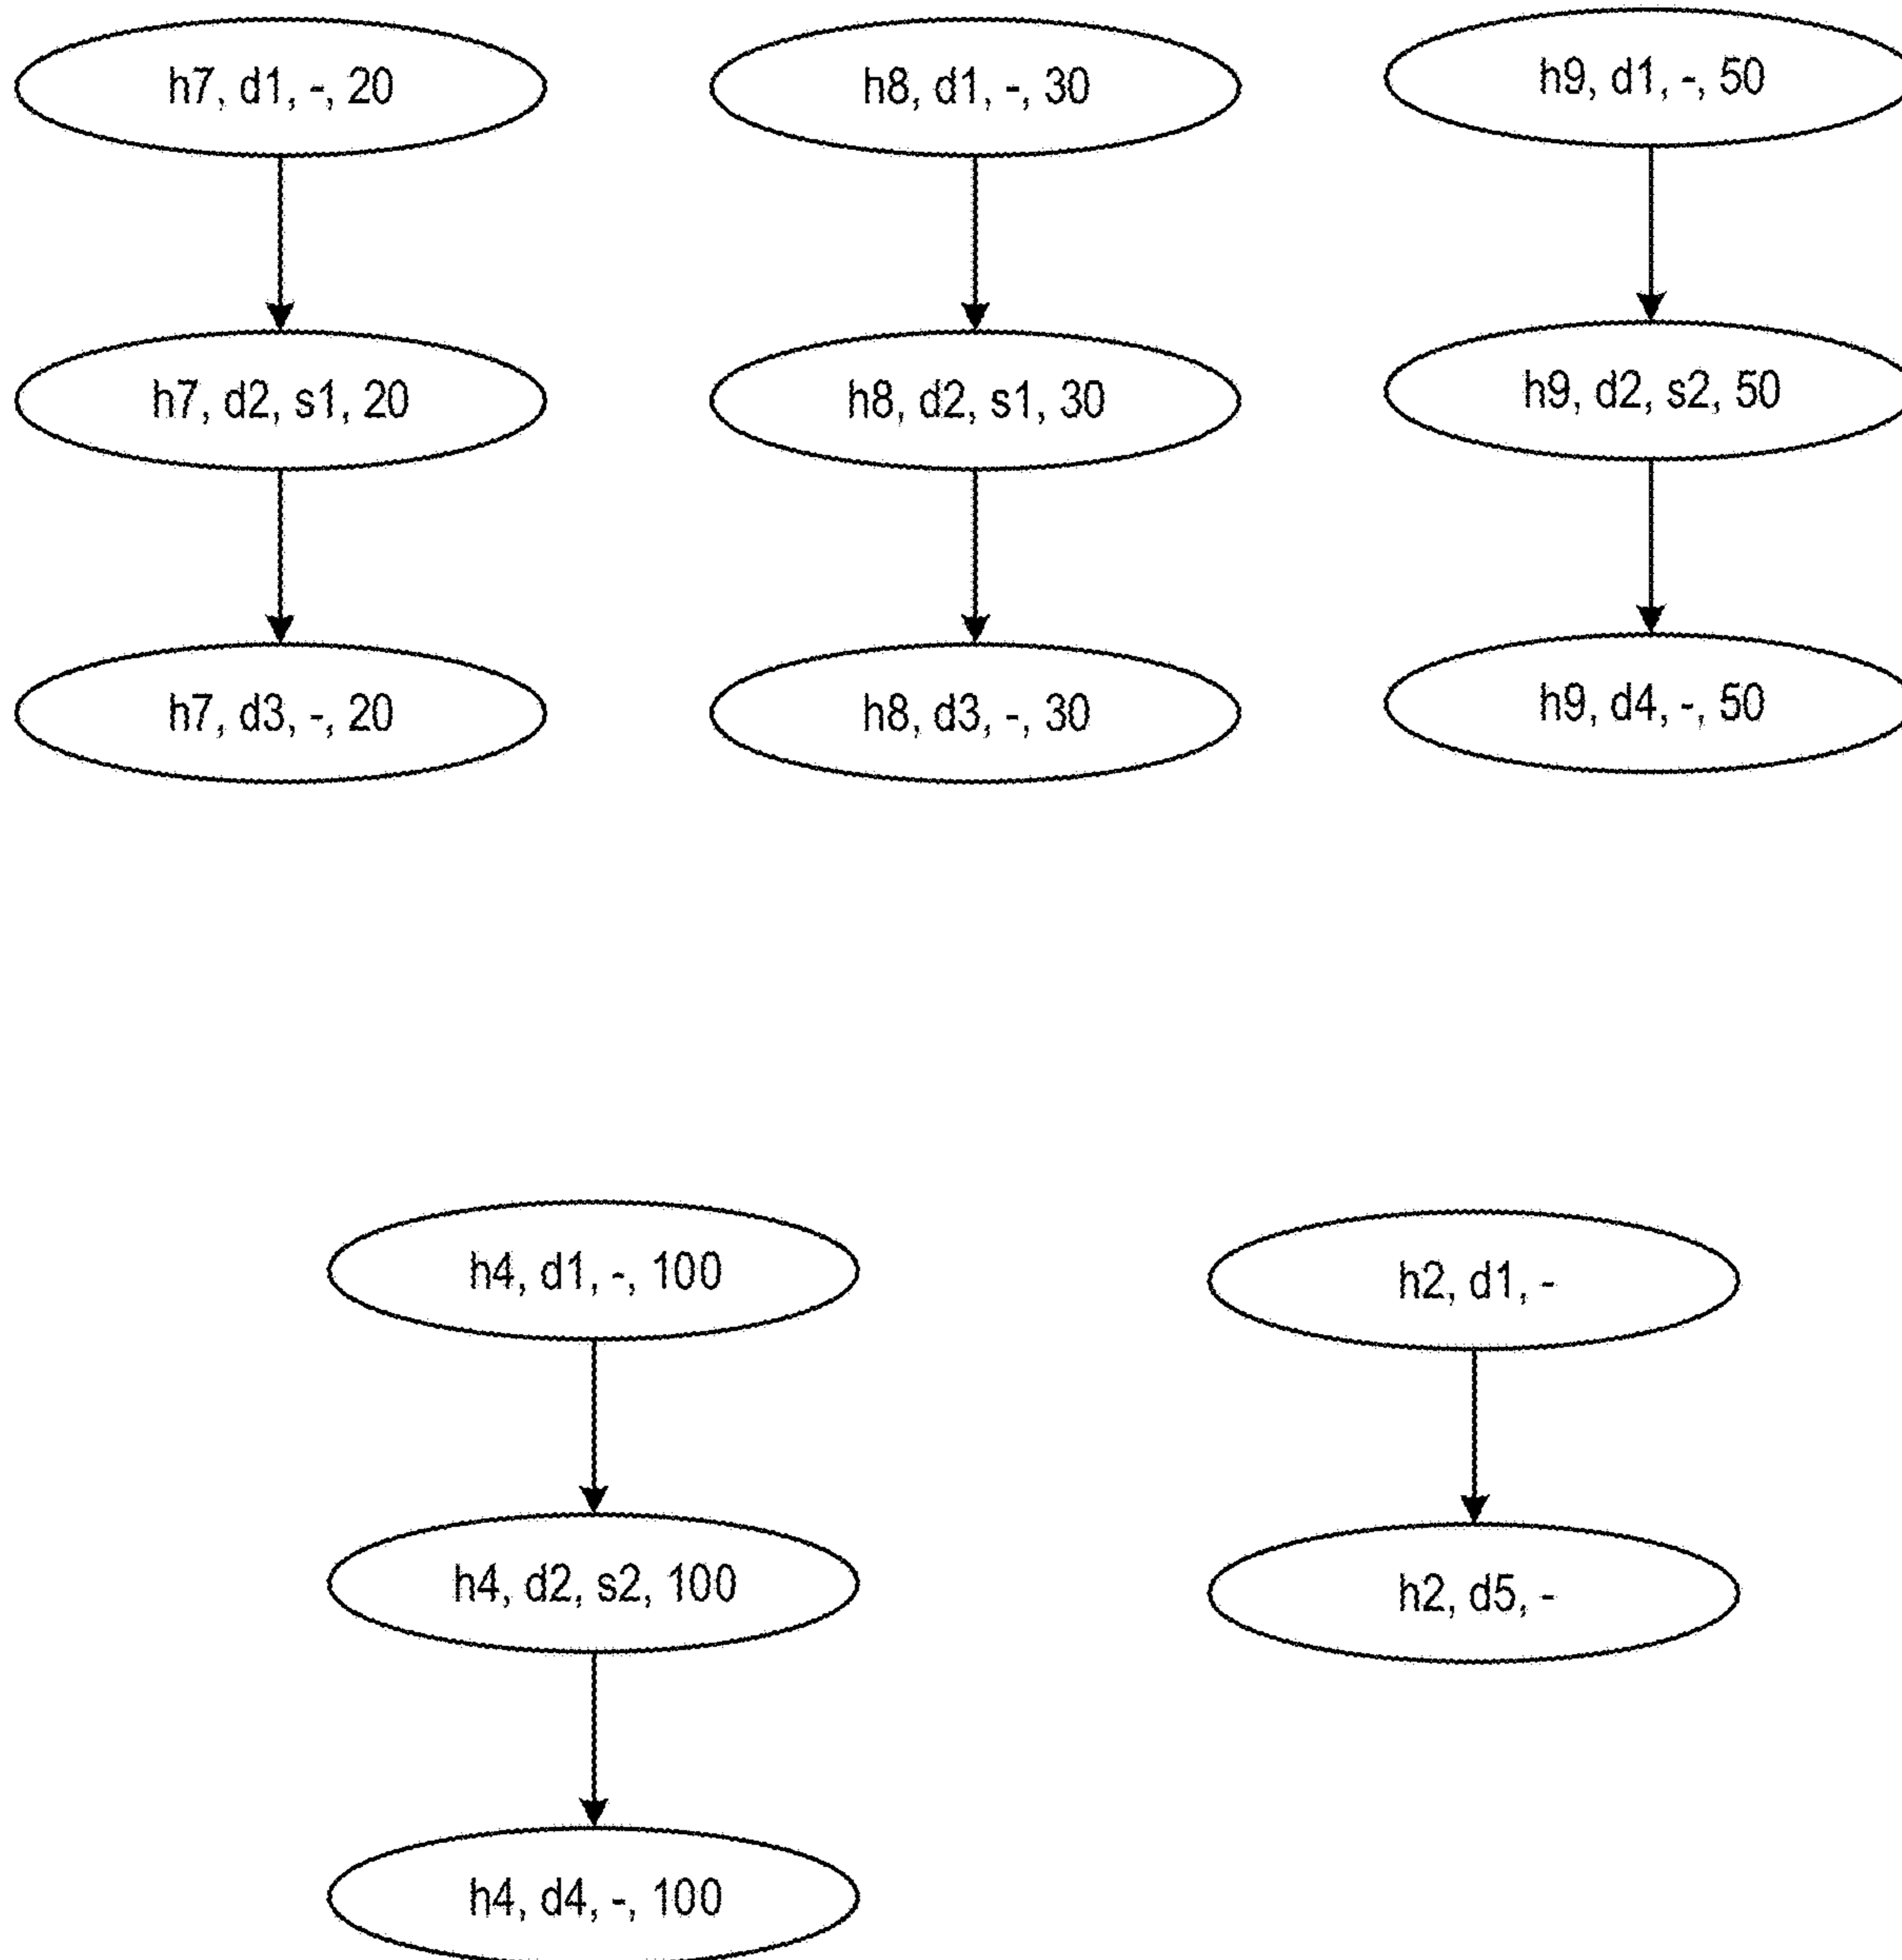 h7, d1, -, 20
h8, d1, -, 30
h9, d1, -, 50
h7, d2, s1, 20
h8, d2, s1, 30
h9, d2, s2, 50
h7, d3, -, 20
h8, d3, -, 30
h9, d4, -, 50
h4, d1, -, 100
h2, d1, -
h4, d2, s2, 100
h2, d5, -
h4, d4, -, 100